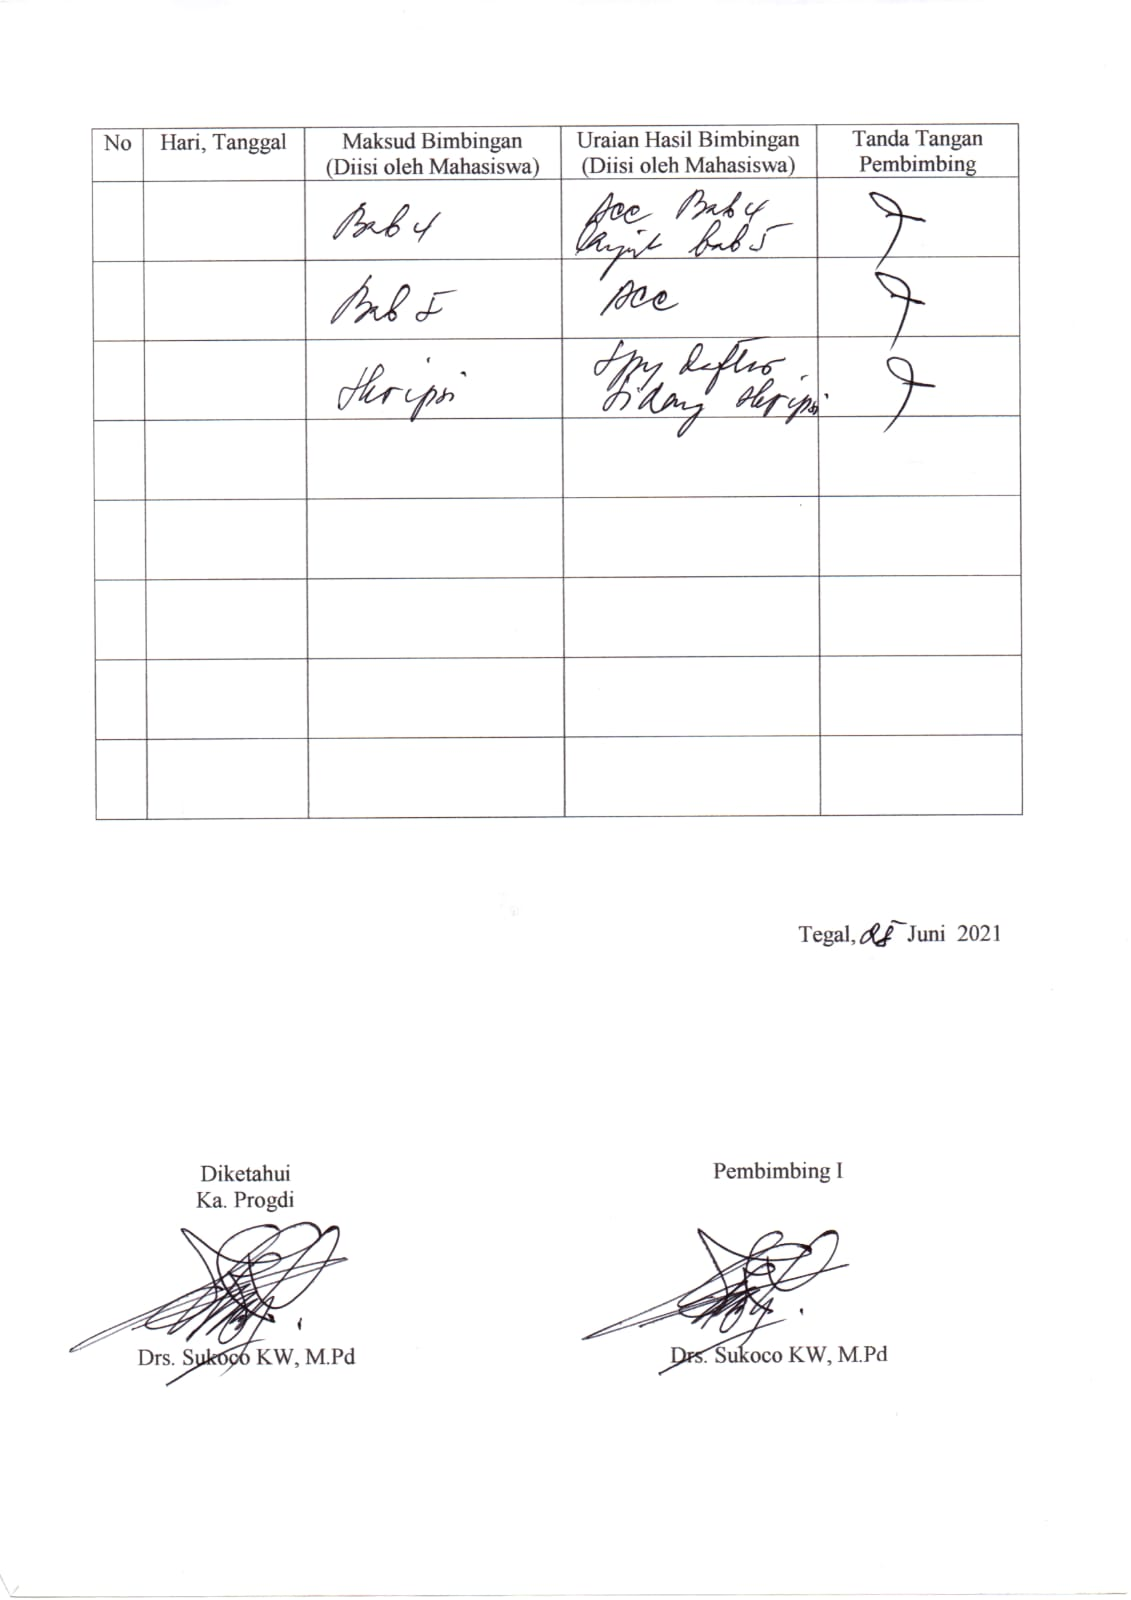 No Hari, Tanggal Maksud Bimbingan Uraian Hasil Bimbingan Tanda Tangan
(Diisi oleh Mahasiswa) (Diisi oleh Mahasiswa) Pembimbing
Bab 4 Acc Bab 4
lanjut bab 5
Bab 5 Acc
Skripsi Spy daftar
sidang skripsi
Tegal, Juni 2021
Diketahui Pembimbing I
Ka. Progdi
Drs. Sukoco KW, M.Pd Drs. Sukoco KW, M.Pd